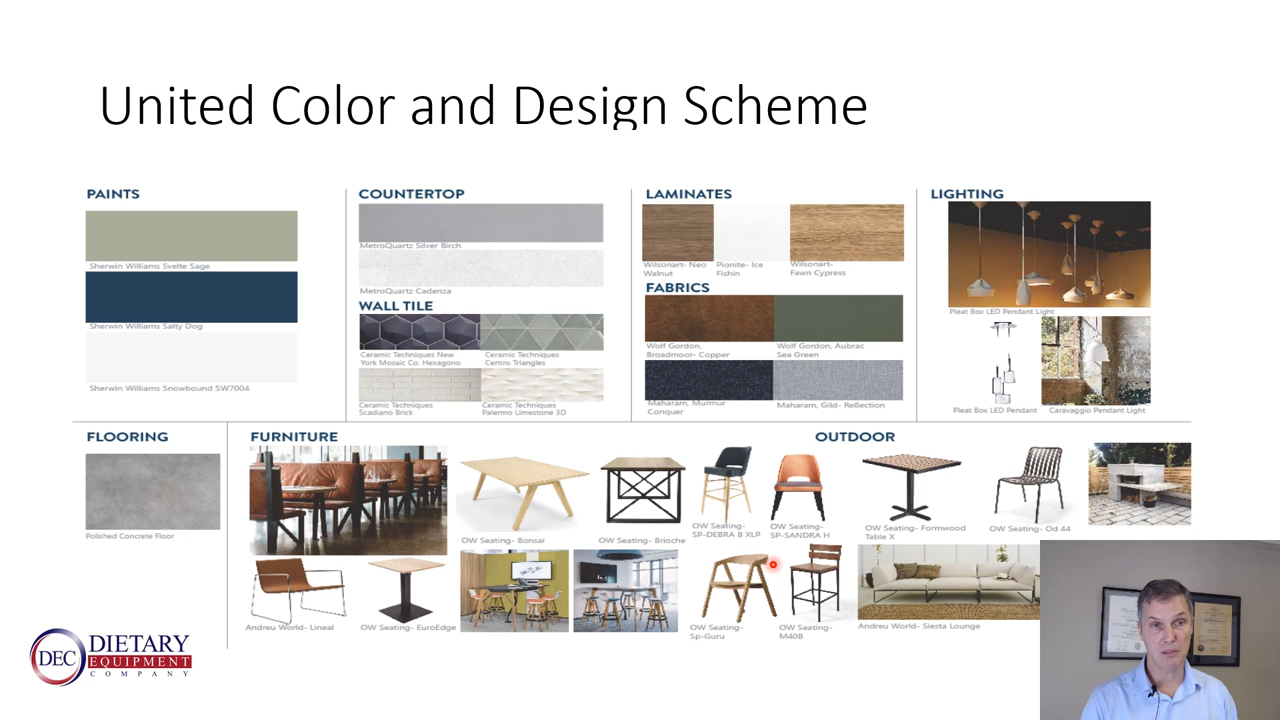 United Color and Design Scheme
PAINTS
Sherwin Williams Svelte Sage
Sherwin Williams Salty Dog
Sherwin Williams Snowbound SW7004
COUNTERTOP
MetroQuartz Silver Birch
MetroQuartz Cadenza
WALL TILE
Ceramic Techniques New
York Mosaic Co. Hexagono
Ceramic Techniques
Centro Triangles
Ceramic Techniques
Scadiano Brick
Ceramic Techniques
Palermo Limestone 3D
LAMINATES
Wilsonart- Neo
Walnut
Pionite- Ice
Fishin
Wilsonart-
Fawn Cypress
FABRICS
Wolf Gordon,
Broadmoor- Copper
Wolf Gordon, Aubrac
Sea Green
Maharam, Murmur
Conquer
Maharam, Gild- Reflection
LIGHTING
Pleat Box LED Pendant Light
Pleat Box LED Pendant
Caravaggio Pendant Light
FLOORING
Polished Concrete Floor
FURNITURE
OW Seating- Bonsai
OW Seating- Brioche
OW Seating-
SP-DEBRA B XLP
OW Seating-
SP-SANDRA H
Andreu World- Lineal
OW Seating- EuroEdge
OW Seating-
Sp-Guru
OW Seating-
M40B
OUTDOOR
OW Seating- Formwood
Table X
OW Seating- Od 44
Andreu World- Siesta Lounge
DEC
DIETARY
EQUIPMENT
COMPANY